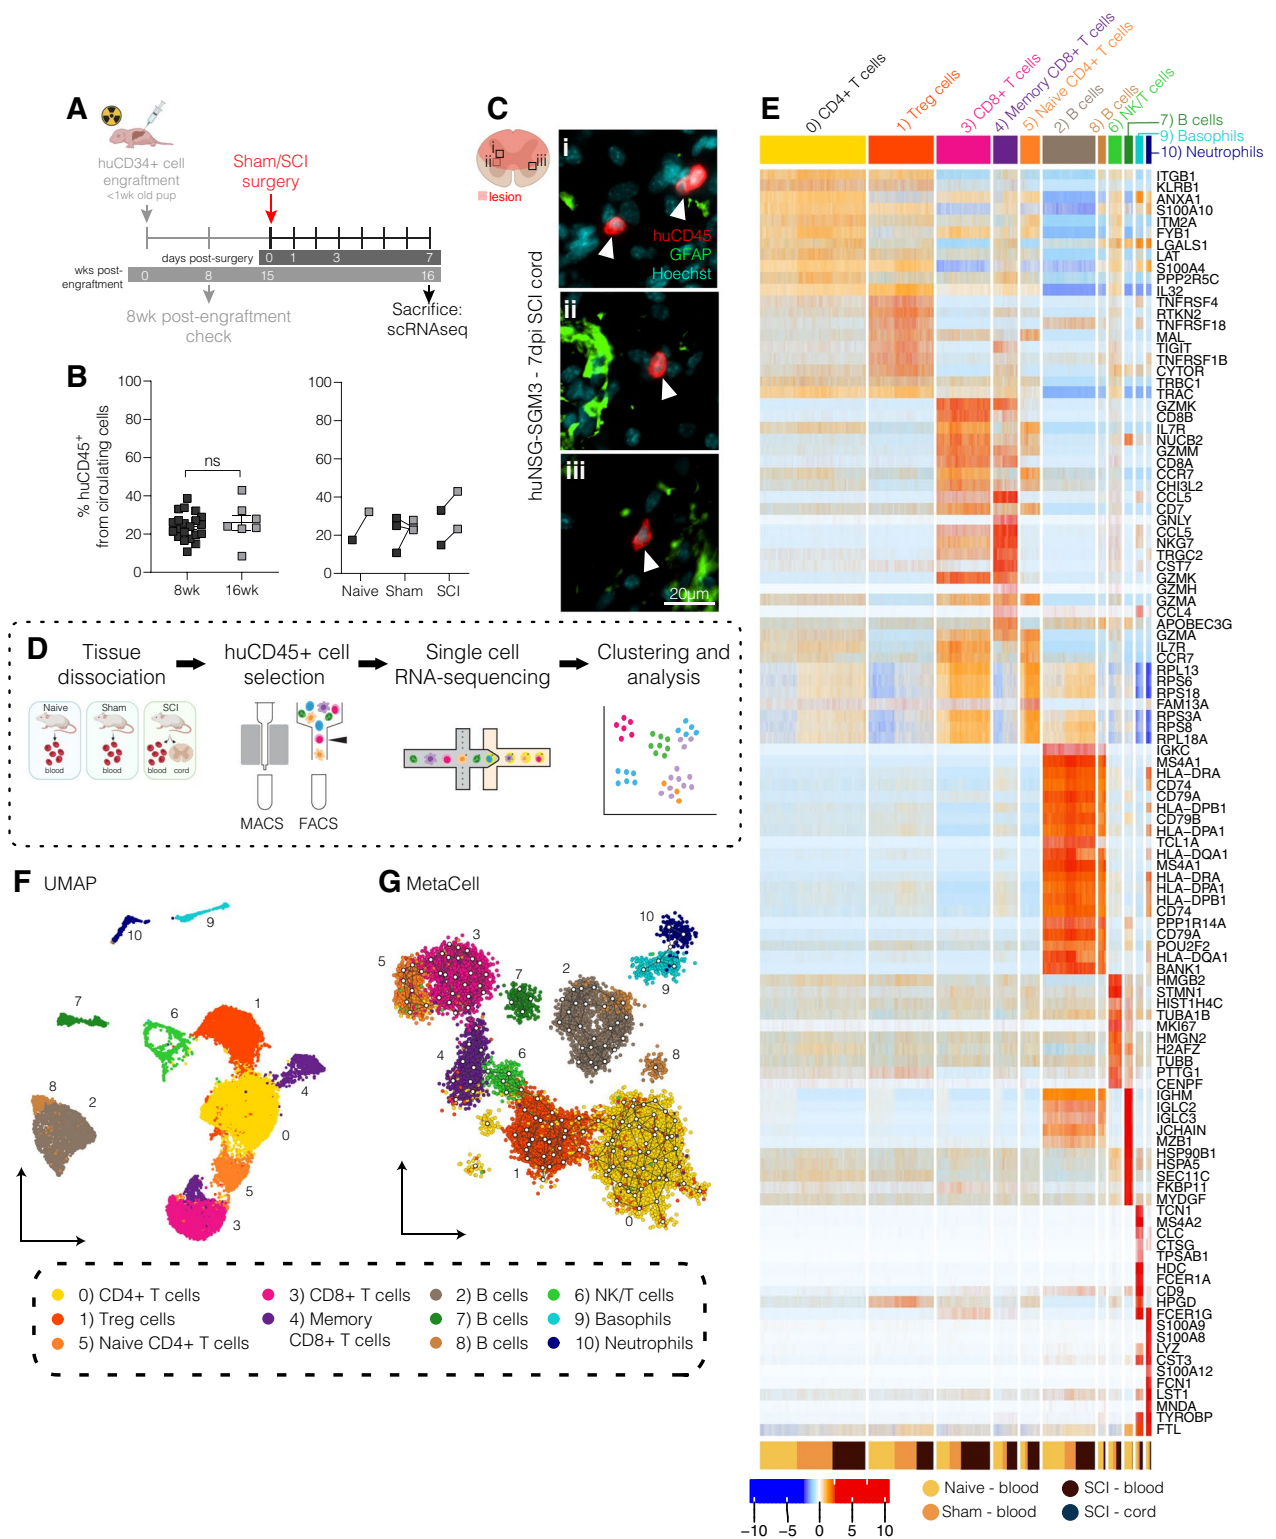 A
huCD34+ cell
engraftment
<1wk old pup
Sham/SCI
surgery
days post-surgery
0
1
3
7
wks post-
engraftment
0
8
15
16
8wk post-engraftment
check
Sacrifice:
scRNAseq
B
% huCD45+
from circulating cells
100
80
60
40
20
0
ns
8wk
16wk
100
80
60
40
20
0
Naive
Sham
SCI
C
i
ii
iii
lesion
huNSG-SGM3 - 7dpi SCI cord
i
huCD45
GFAP
Hoechst
ii
iii
20µm
D
Tissue
dissociation
huCD45+ cell
selection
Single cell
RNA-sequencing
Clustering and
analysis
Naive
Sham
SCI
blood
blood
blood
cord
MACS
FACS
E
0) CD4+ T cells
1) Treg cells
3) CD8+ T cells
4) Memory CD8+ T cells
5) Naive CD4+ T cells
2) B cells
8) B cells
6) NK/T cells
7) B cells
9) Basophils
10) Neutrophils
ITGB1
KLRB1
ANXA1
S100A10
ITM2A
FYB1
LGALS1
LAT
S100A4
PPP2R5C
IL32
TNFRSF4
RTKN2
TNFRSF18
MAL
TIGIT
TNFRSF1B
CYTOR
TRBC1
TRAC
GZMK
CD8B
IL7R
NUCB2
GZMM
CD8A
CCR7
CHI3L2
CCL5
CD7
GNLY
CCL5
NKG7
TRGC2
CST7
GZMK
GZMH
GZMA
CCL4
APOBEC3G
GZMA
IL7R
CCR7
RPL13
RPS6
RPS18
FAM13A
RPS3A
RPS8
RPL18A
IGKC
MS4A1
HLA−DRA
CD74
CD79A
HLA−DPB1
CD79B
HLA−DPA1
TCL1A
HLA−DQA1
MS4A1
HLA−DRA
HLA−DPA1
HLA−DPB1
CD74
PPP1R14A
CD79A
POU2F2
HLA−DQA1
BANK1
HMGB2
STMN1
HIST1H4C
TUBA1B
MKI67
HMGN2
H2AFZ
TUBB
PTTG1
CENPF
IGHM
IGLC2
IGLC3
JCHAIN
MZB1
HSP90B1
HSPA5
SEC11C
FKBP11
MYDGF
TCN1
MS4A2
CLC
CTSG
TPSAB1
HDC
FCER1A
CD9
HPGD
FCER1G
S100A9
S100A8
LYZ
CST3
S100A12
FCN1
LST1
MNDA
TYROBP
FTL
−10
−5
0
5
10
Naive - blood
Sham - blood
SCI - blood
SCI - cord
F UMAP
10
9
7
6
1
4
8
2
0
5
3
G MetaCell
10
3
5
7
2
9
4
6
8
1
0
0) CD4+ T cells
1) Treg cells
5) Naive CD4+ T cells
3) CD8+ T cells
4) Memory
CD8+ T cells
2) B cells
7) B cells
8) B cells
6) NK/T cells
9) Basophils
10) Neutrophils